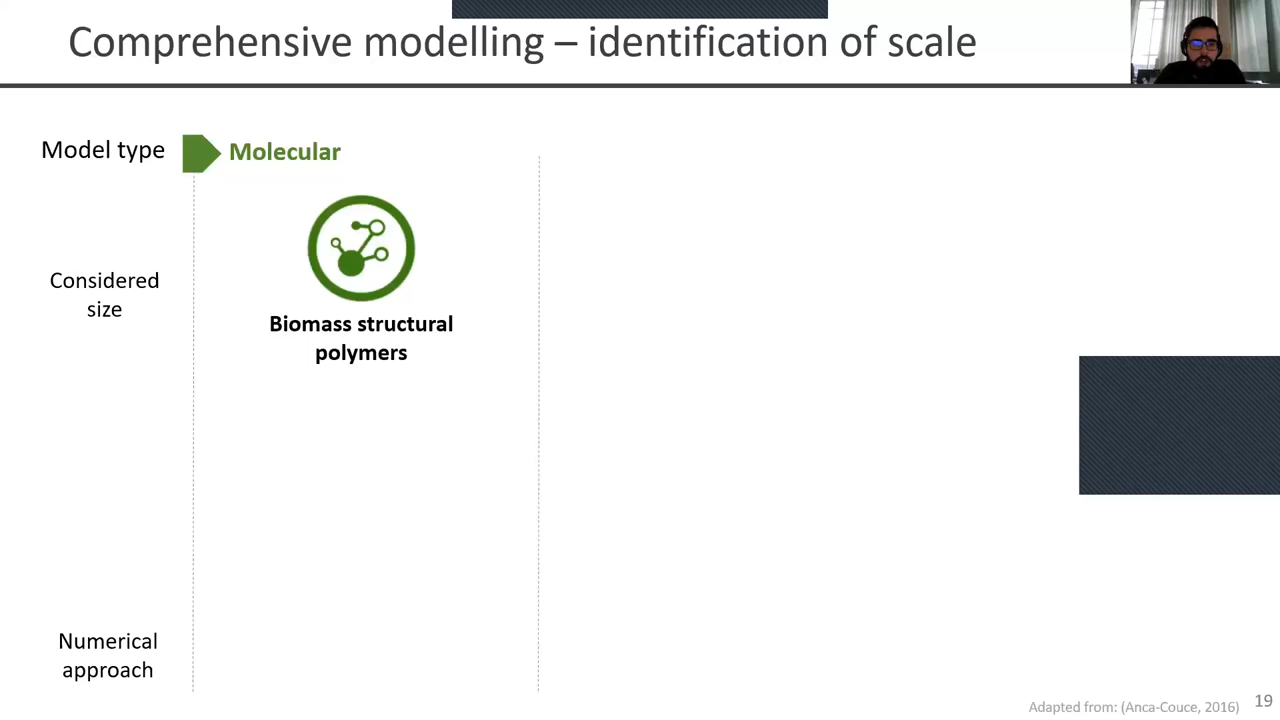 Comprehensive modelling – identification of scale
Model type
Molecular
Considered
size
Biomass structural
polymers
Numerical
approach
Adapted from: (Anca-Couce, 2016)
19